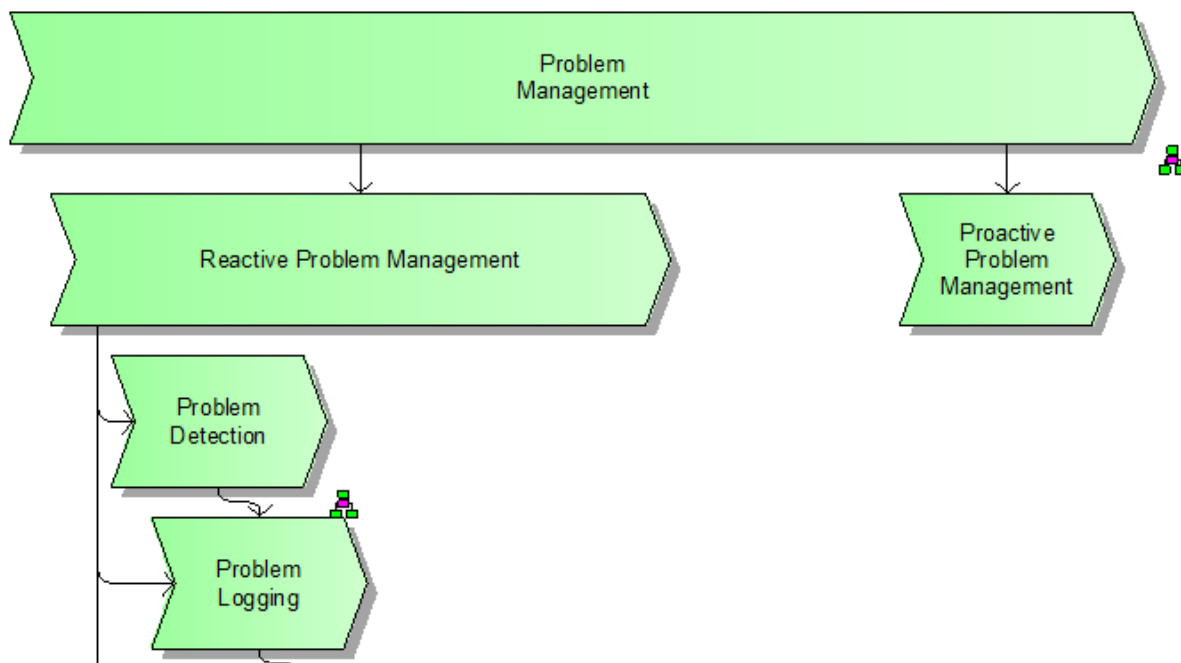 Problem
Management
Reactive Problem Management
Proactive
Problem
Management
Problem
Detection
Problem
Logging